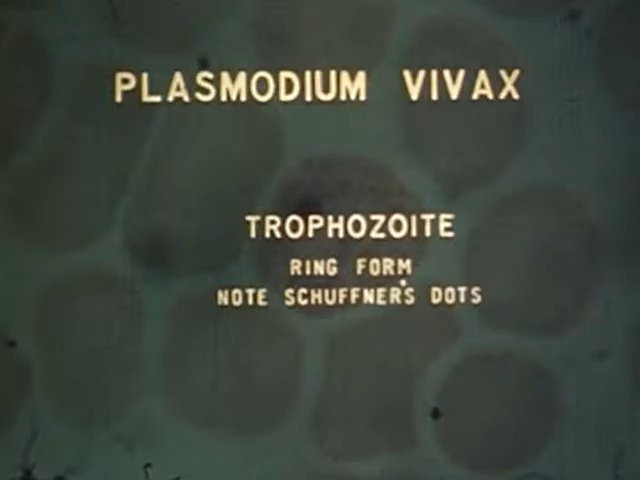 PLASMODIUM VIVAX
TROPHOZOITE
RING FORM
NOTE SCHUFFNER'S DOTS